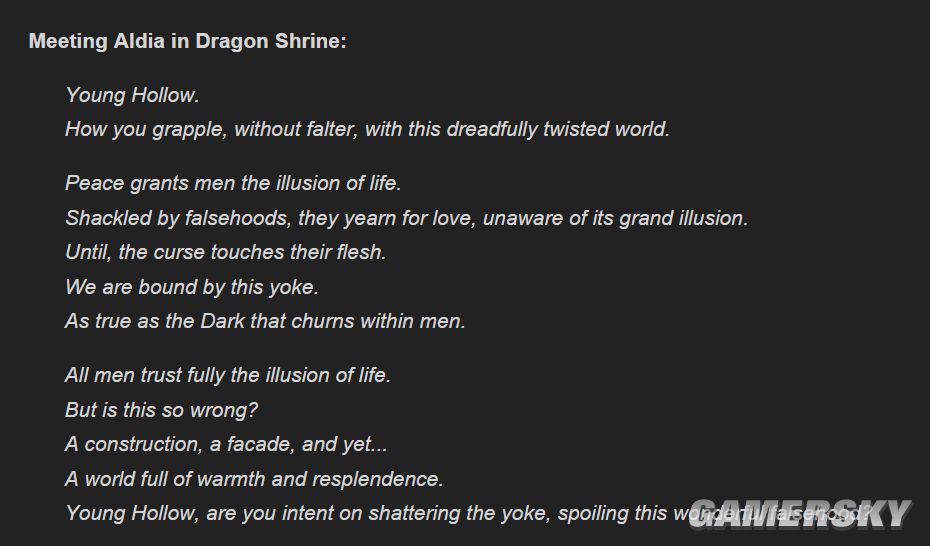 Meeting Aldia in Dragon Shrine:
Young Hollow.
How you grapple, without falter, with this dreadfully twisted world.
Peace grants men the illusion of life.
Shackled by falsehoods, they yearn for love, unaware of its grand illusion.
Until, the curse touches their flesh.
We are bound by this yoke.
As true as the Dark that churns within men.
All men trust fully the illusion of life.
But is this so wrong?
A construction, a facade, and yet...
A world full of warmth and resplendence.
Young Hollow, are you intent on shattering the yoke, spoiling this wonderful falsehood?
GAMERSKY